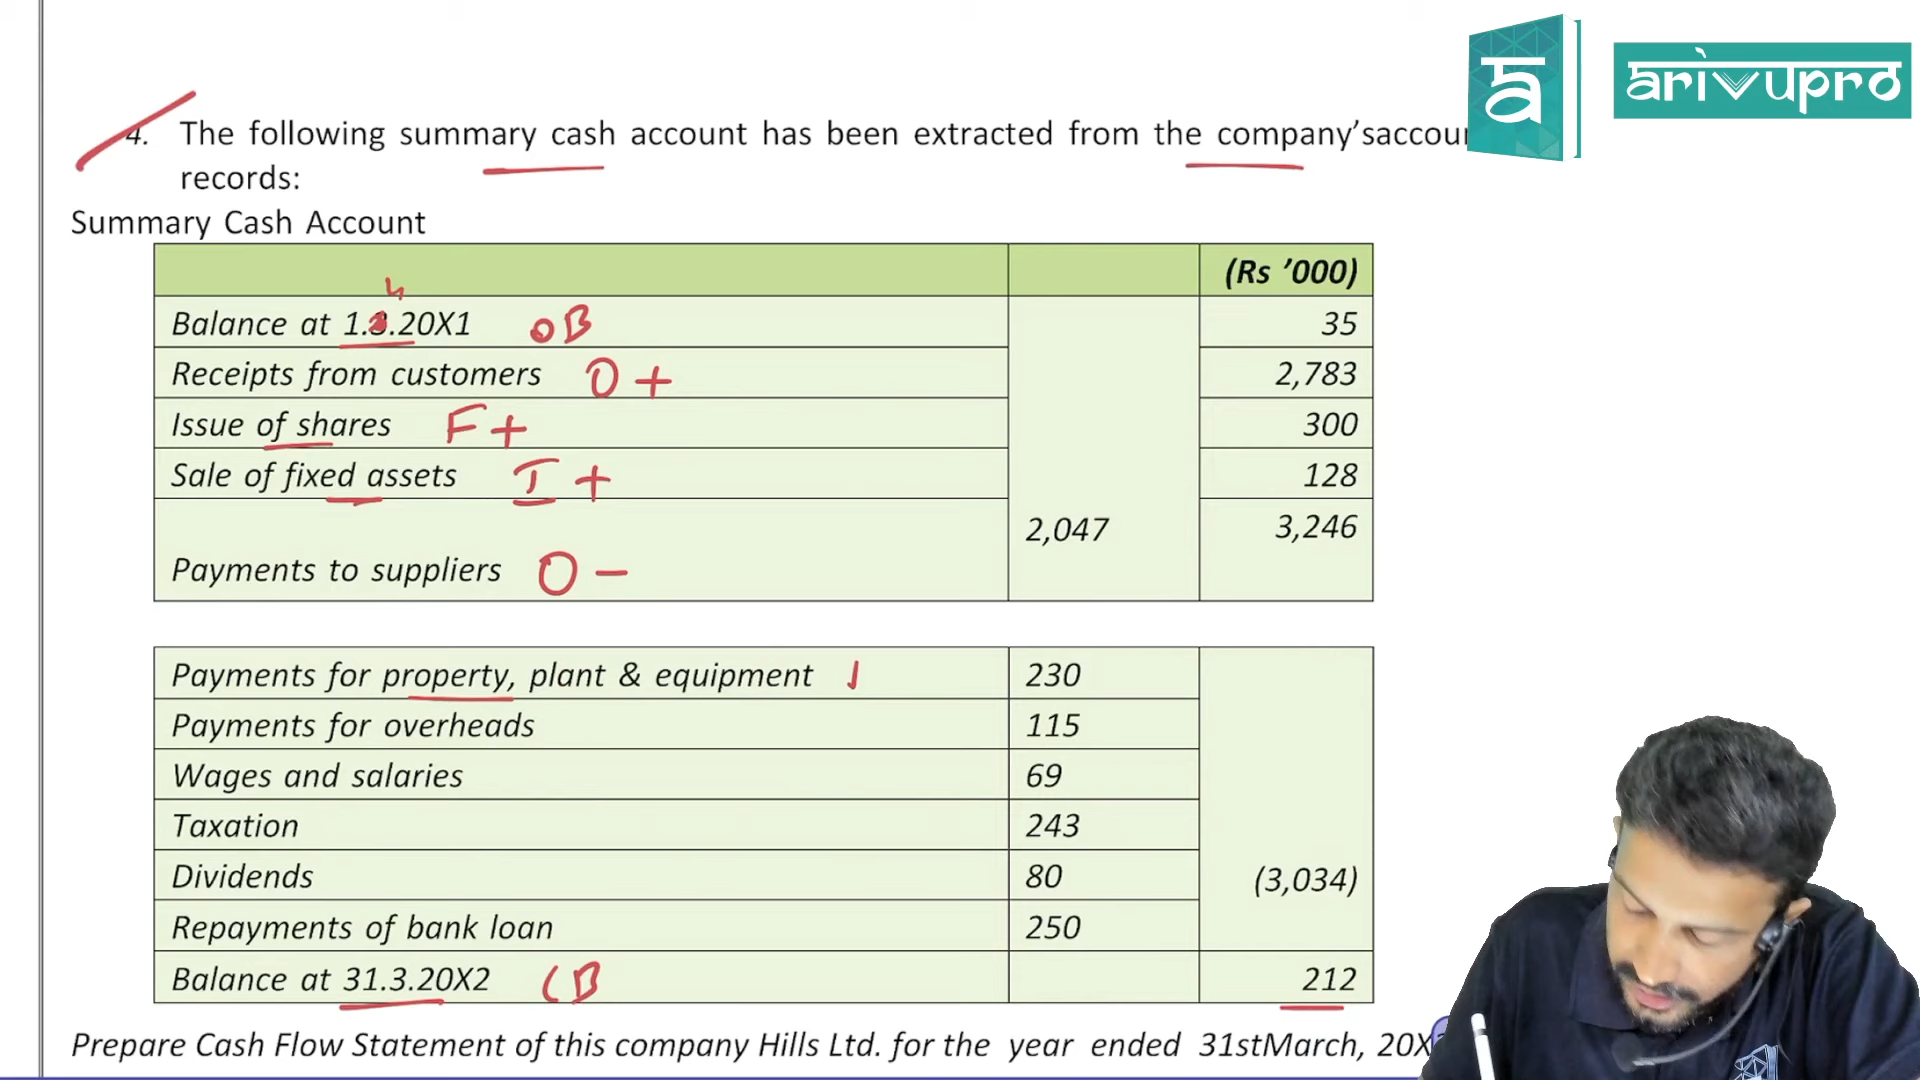 arivupro
4. The following summary cash account has been extracted from the company'saccoun
records:
Summary Cash Account
(Rs '000)
4
Balance at 1.3.20X1 OB 35
Receipts from customers O + 2,783
Issue of shares F + 300
Sale of fixed assets I + 128
2,047 3,246
Payments to suppliers O −
Payments for property, plant & equipment 230
Payments for overheads 115
Wages and salaries 69
Taxation 243
Dividends 80 (3,034)
Repayments of bank loan 250
Balance at 31.3.20X2 CB 212
Prepare Cash Flow Statement of this company Hills Ltd. for the year ended 31stMarch, 20X